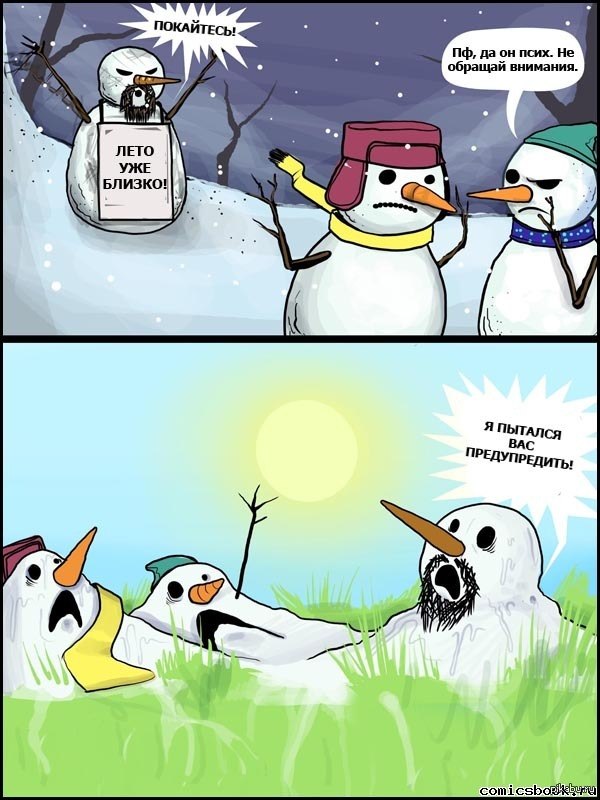 ПОКАЙТЕСЬ!
Пф, да он псих. Не
обращай внимания.
ЛЕТО
УЖЕ
БЛИЗКО!
Я ПЫТАЛСЯ
ВАС
ПРЕДУПРЕДИТЬ!
comicsbook.ru